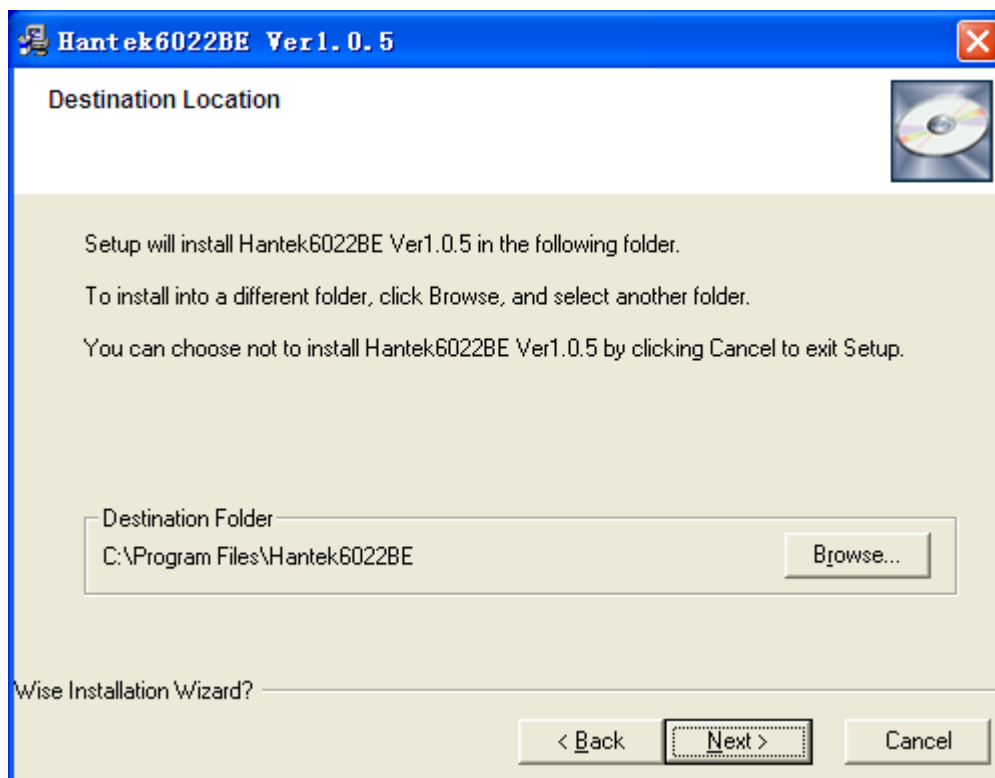 Hantek6022BE Ver1.0.5
Destination Location
Setup will install Hantek6022BE Ver1.0.5 in the following folder.
To install into a different folder, click Browse, and select another folder.
You can choose not to install Hantek6022BE Ver1.0.5 by clicking Cancel to exit Setup.
Destination Folder
C:\Program Files\Hantek6022BE
Browse...
Wise Installation Wizard?
< Back
Next >
Cancel